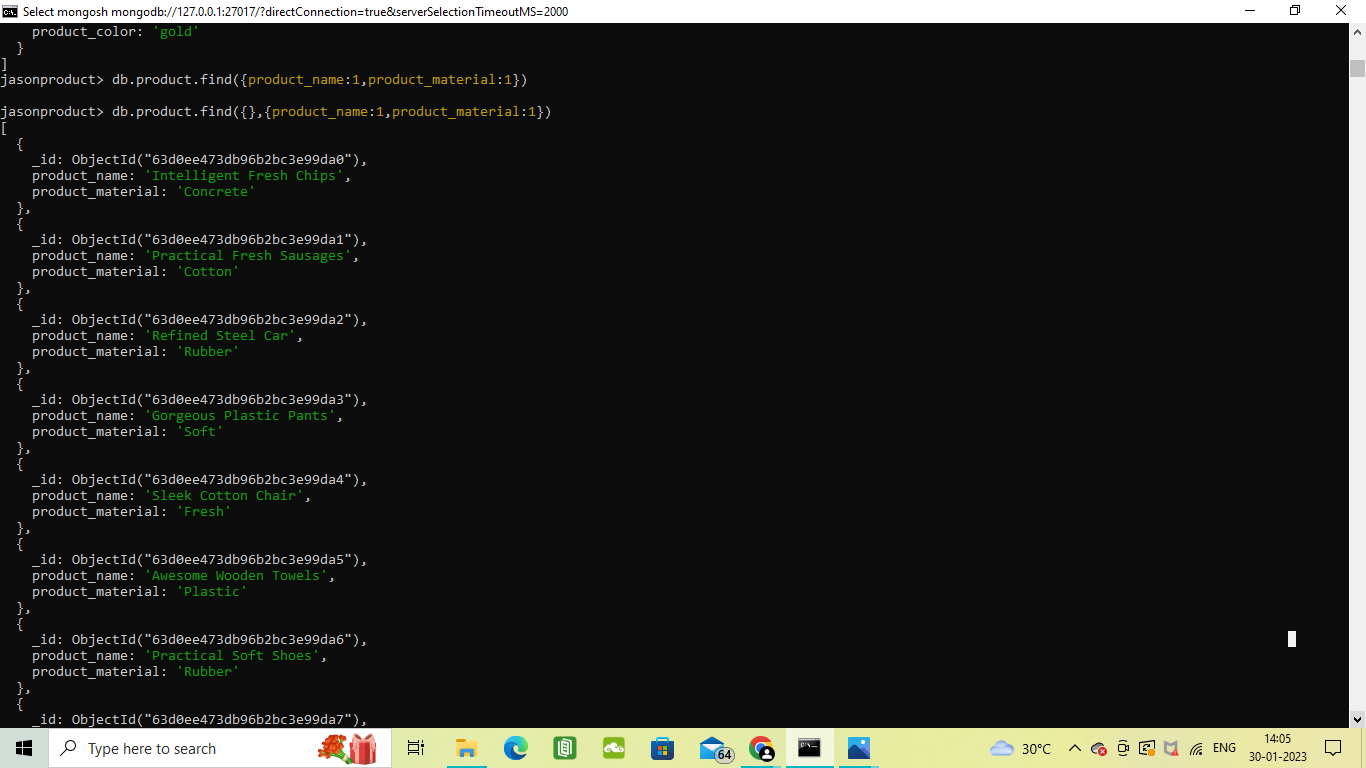 Select mongosh mongodb://127.0.0.1:27017/?directConnection=true&serverSelectionTimeoutMS=2000
product_color: 'gold'
}
]
jasonproduct> db.product.find({product_name:1,product_material:1})
jasonproduct> db.product.find({},{product_name:1,product_material:1})
[
{
_id: ObjectId("63d0ee473db96b2bc3e99da0"),
product_name: 'Intelligent Fresh Chips',
product_material: 'Concrete'
},
{
_id: ObjectId("63d0ee473db96b2bc3e99da1"),
product_name: 'Practical Fresh Sausages',
product_material: 'Cotton'
},
{
_id: ObjectId("63d0ee473db96b2bc3e99da2"),
product_name: 'Refined Steel Car',
product_material: 'Rubber'
},
{
_id: ObjectId("63d0ee473db96b2bc3e99da3"),
product_name: 'Gorgeous Plastic Pants',
product_material: 'Soft'
},
{
_id: ObjectId("63d0ee473db96b2bc3e99da4"),
product_name: 'Sleek Cotton Chair',
product_material: 'Fresh'
},
{
_id: ObjectId("63d0ee473db96b2bc3e99da5"),
product_name: 'Awesome Wooden Towels',
product_material: 'Plastic'
},
{
_id: ObjectId("63d0ee473db96b2bc3e99da6"),
product_name: 'Practical Soft Shoes',
product_material: 'Rubber'
},
{
_id: ObjectId("63d0ee473db96b2bc3e99da7"),
Type here to search
64
30°C
ENG
14:05
30-01-2023